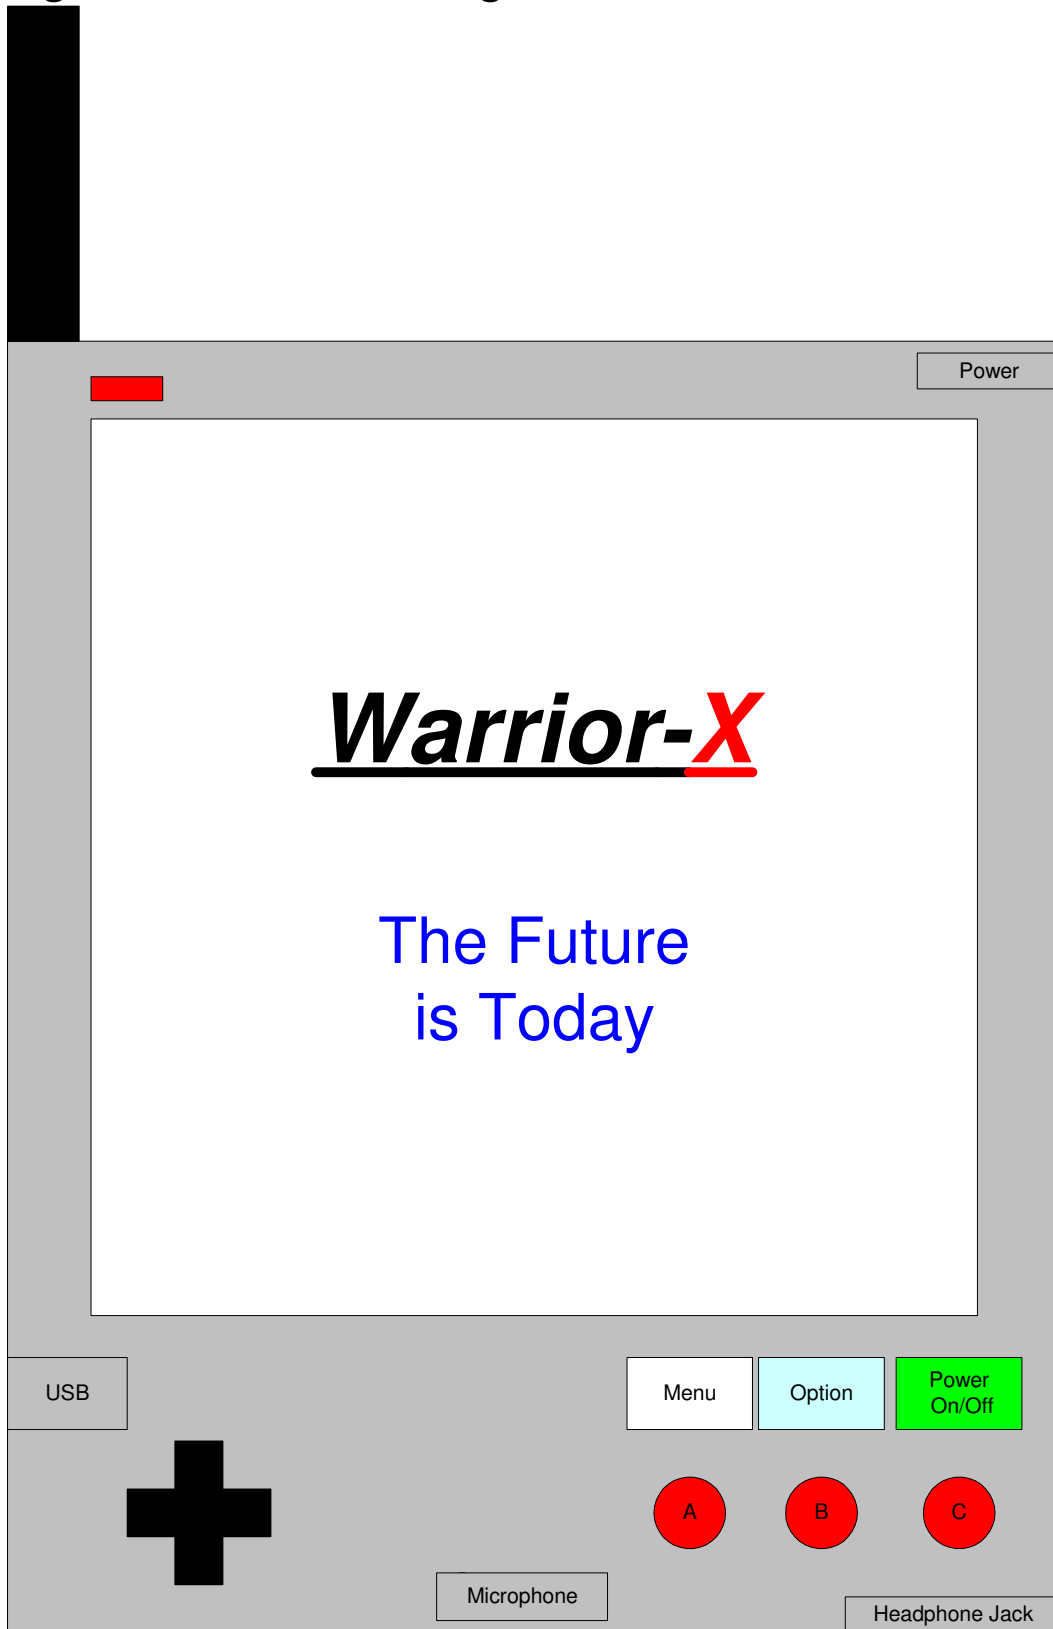 Power
Warrior-X
The Future
is Today
USB
Menu
Option
Power
On/Off
A
B
C
Microphone
Headphone Jack